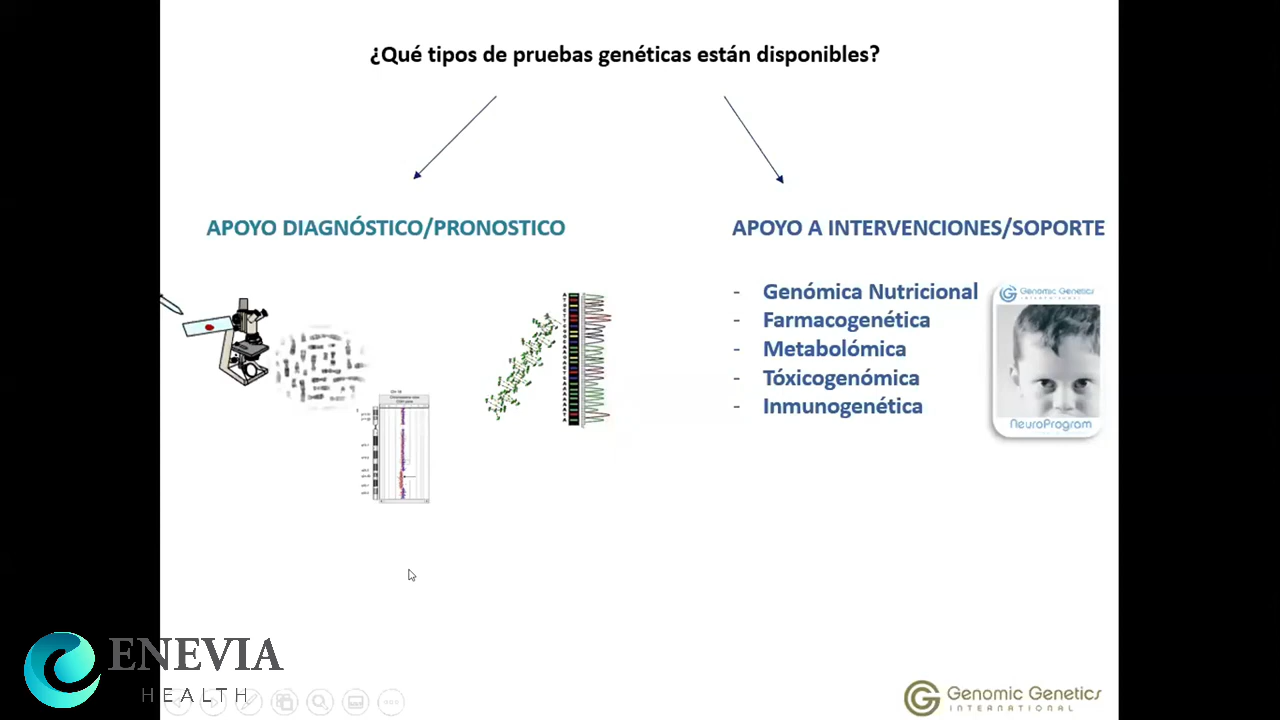 ¿Qué tipos de pruebas genéticas están disponibles?
APOYO DIAGNÓSTICO/PRONOSTICO
APOYO A INTERVENCIONES/SOPORTE
- Genómica Nutricional
- Farmacogenética
- Metabolómica
- Tóxicogenómica
- Inmunogenética
Genomic Genetics
INTERNATIONAL
NeuroProgram
ENEVIA
HEALTH
Genomic Genetics
INTERNATIONAL